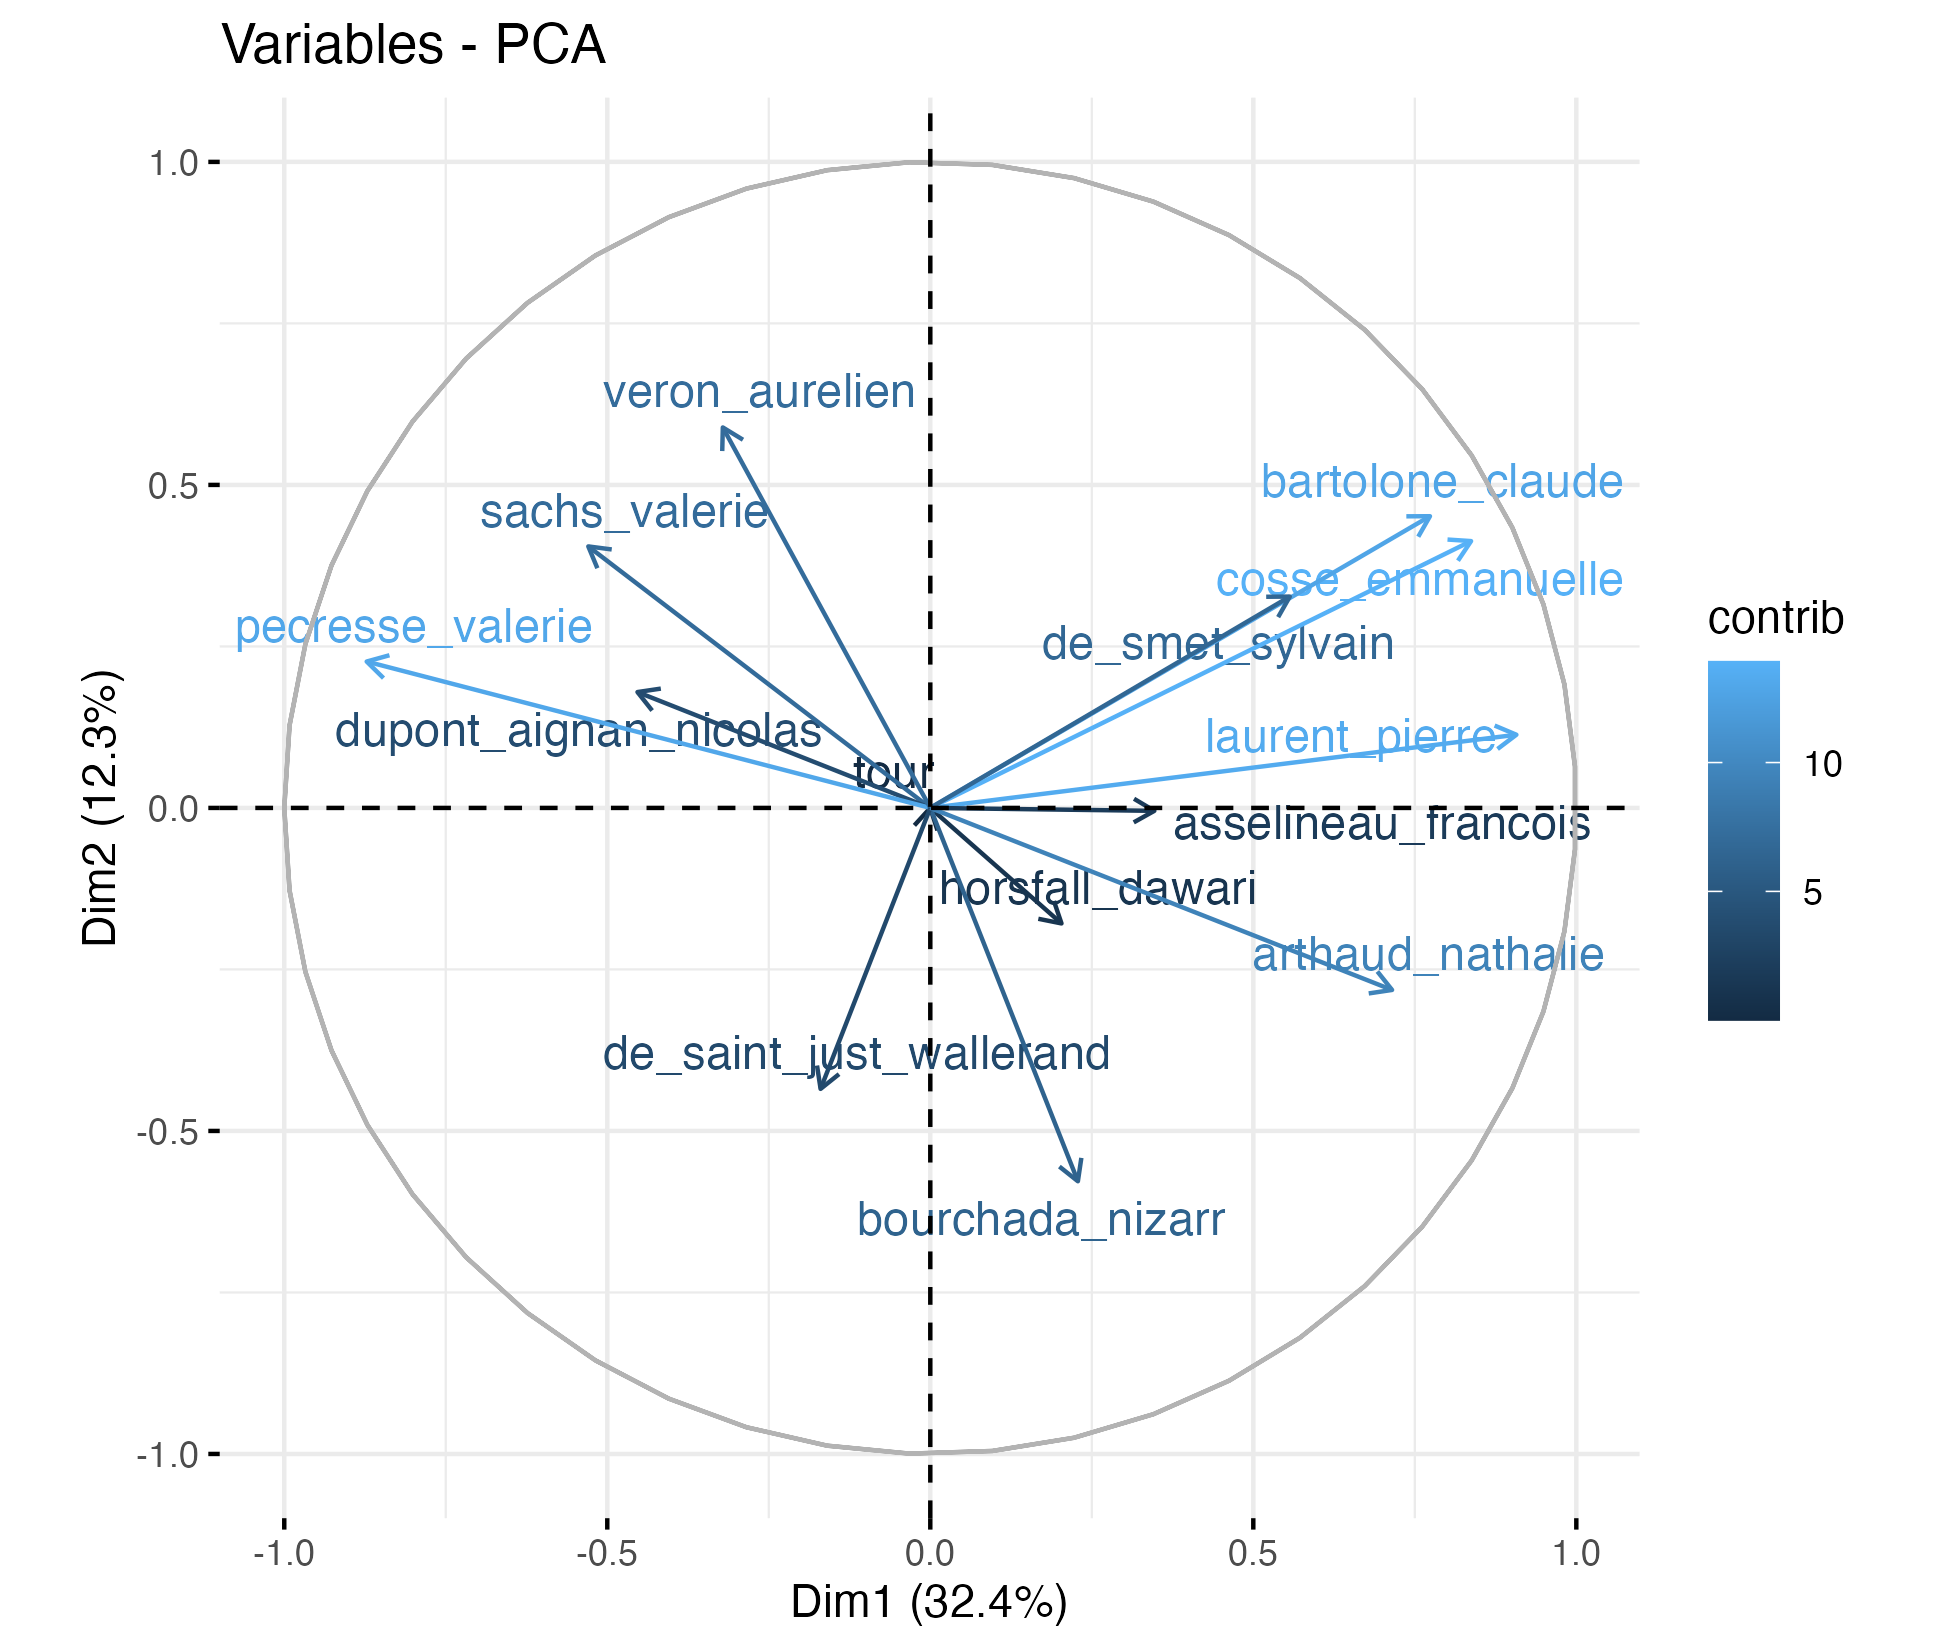 Variables - PCA
1.0
0.5
0.0
-0.5
-1.0
Dim2 (12.3%)
veron_aurelien
bartolone_claude
sachs_valerie
cosse_emmanuelle
pecresse_valerie
de_smet_sylvain
dupont_aignan_nicolas
laurent_pierre
tour
asselineau_francois
horsfall_dawari
arthaud_nathalie
de_saint_just_wallerand
bourchada_nizarr
-1.0
-0.5
0.0
0.5
1.0
Dim1 (32.4%)
contrib
10
5